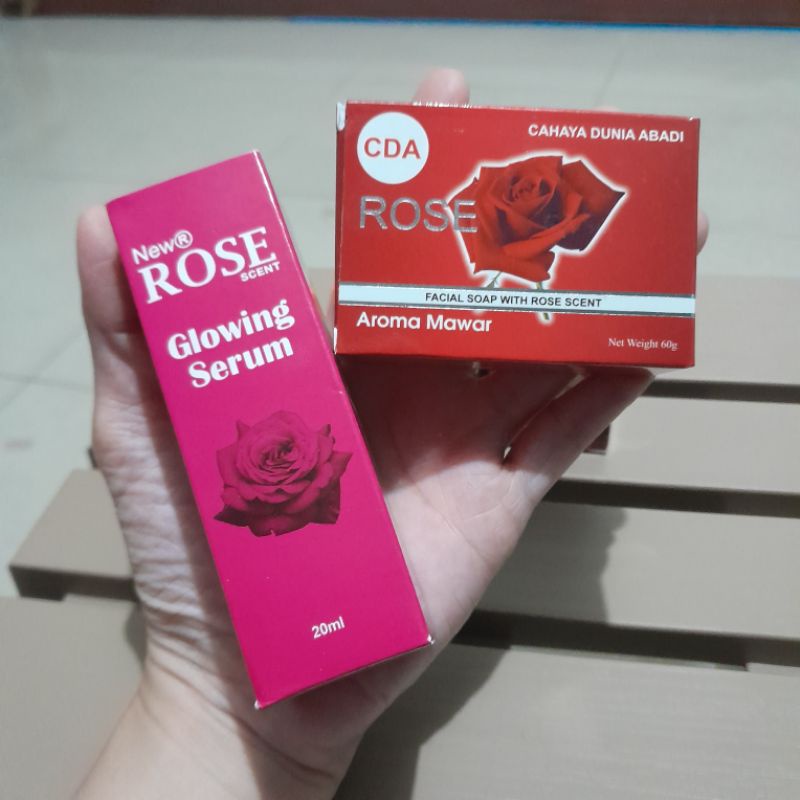 New®
ROSE
SCENT
Glowing
Serum
20ml
CDA
CAHAYA DUNIA ABADI
ROSE
FACIAL SOAP WITH ROSE SCENT
Aroma Mawar
Net Weight 60g